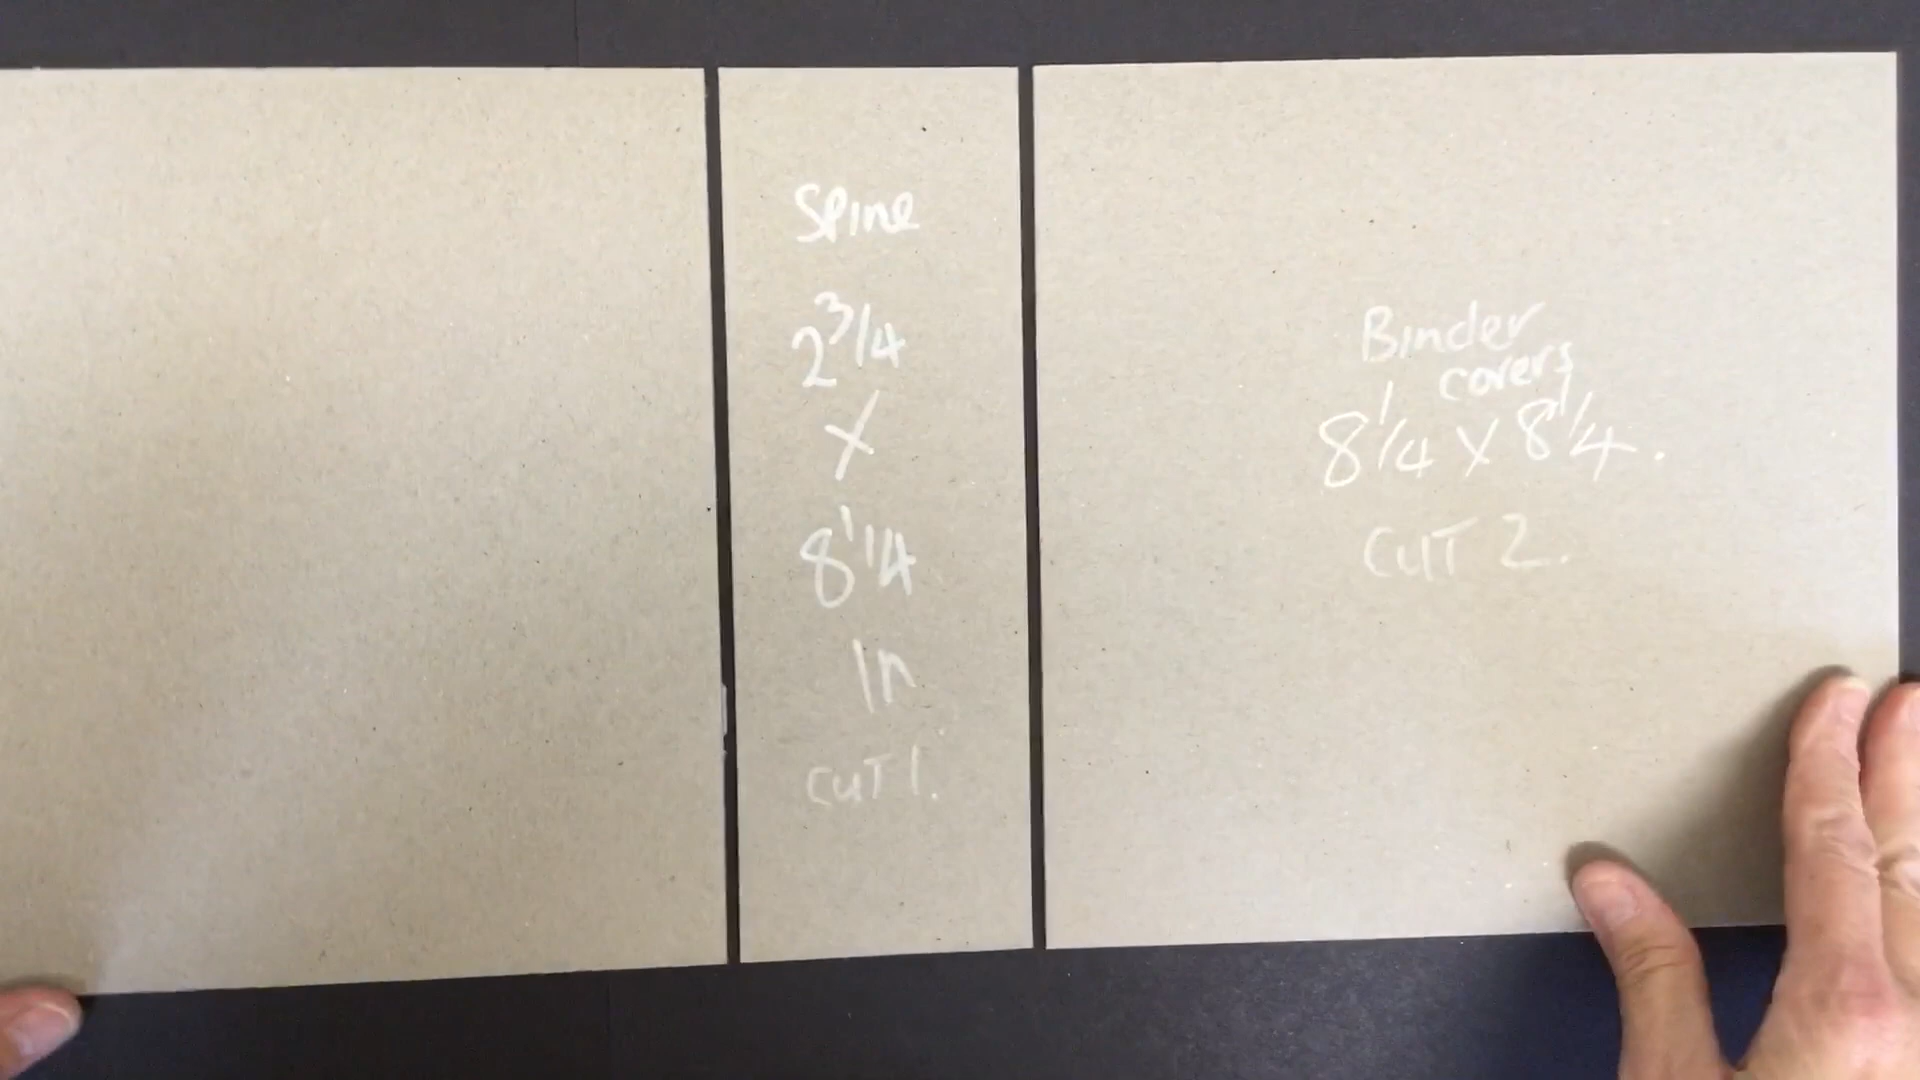 Spine
2 3/4
X
8 1/4
In
CUT 1.
Binder
covers
8 1/4 X 8 1/4.
CUT 2.